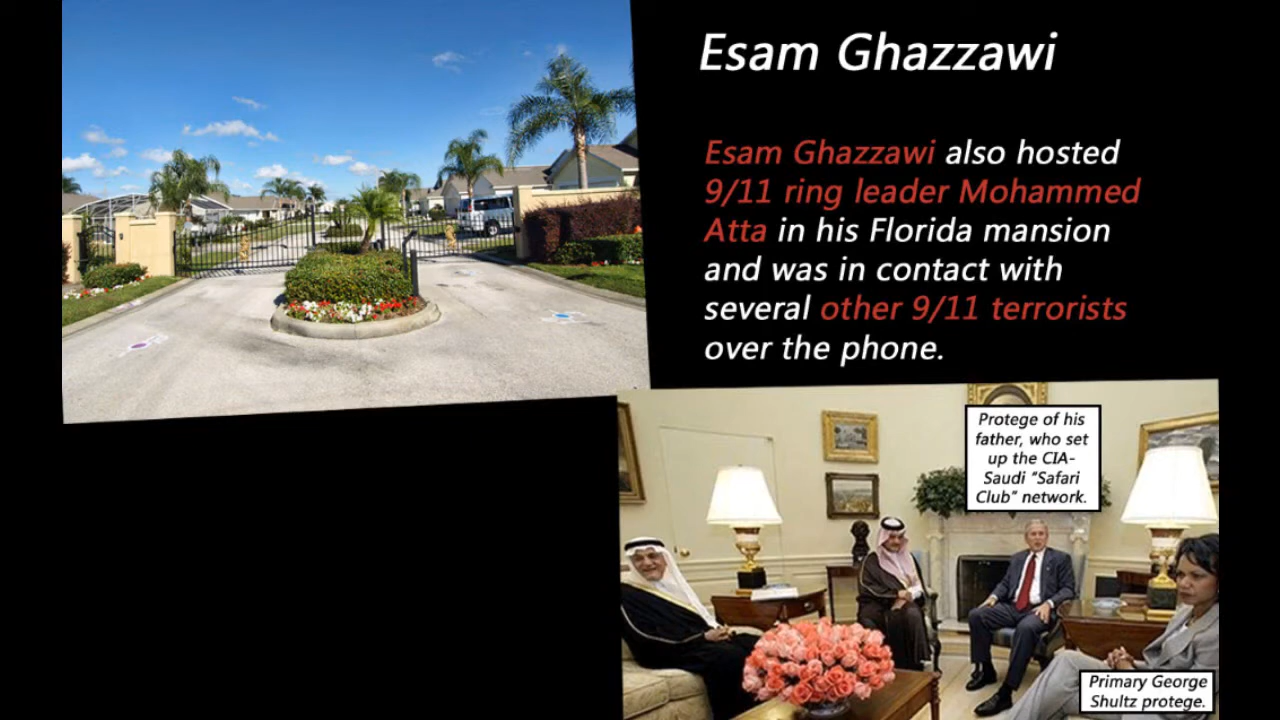 Esam Ghazzawi
Esam Ghazzawi also hosted
9/11 ring leader Mohammed
Atta in his Florida mansion
and was in contact with
several other 9/11 terrorists
over the phone.
Protege of his
father, who set
up the CIA-
Saudi "Safari
Club" network.
Primary George
Shultz protege.